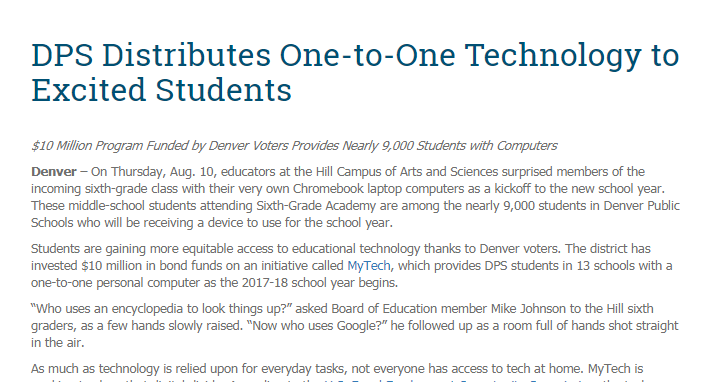 DPS Distributes One-to-One Technology to
Excited Students
$10 Million Program Funded by Denver Voters Provides Nearly 9,000 Students with Computers
Denver – On Thursday, Aug. 10, educators at the Hill Campus of Arts and Sciences surprised members of the
incoming sixth-grade class with their very own Chromebook laptop computers as a kickoff to the new school year.
These middle-school students attending Sixth-Grade Academy are among the nearly 9,000 students in Denver Public
Schools who will be receiving a device to use for the school year.
Students are gaining more equitable access to educational technology thanks to Denver voters. The district has
invested $10 million in bond funds on an initiative called MyTech, which provides DPS students in 13 schools with a
one-to-one personal computer as the 2017-18 school year begins.
“Who uses an encyclopedia to look things up?” asked Board of Education member Mike Johnson to the Hill sixth
graders, as a few hands slowly raised. “Now who uses Google?” he followed up as a room full of hands shot straight
in the air.
As much as technology is relied upon for everyday tasks, not everyone has access to tech at home. MyTech is